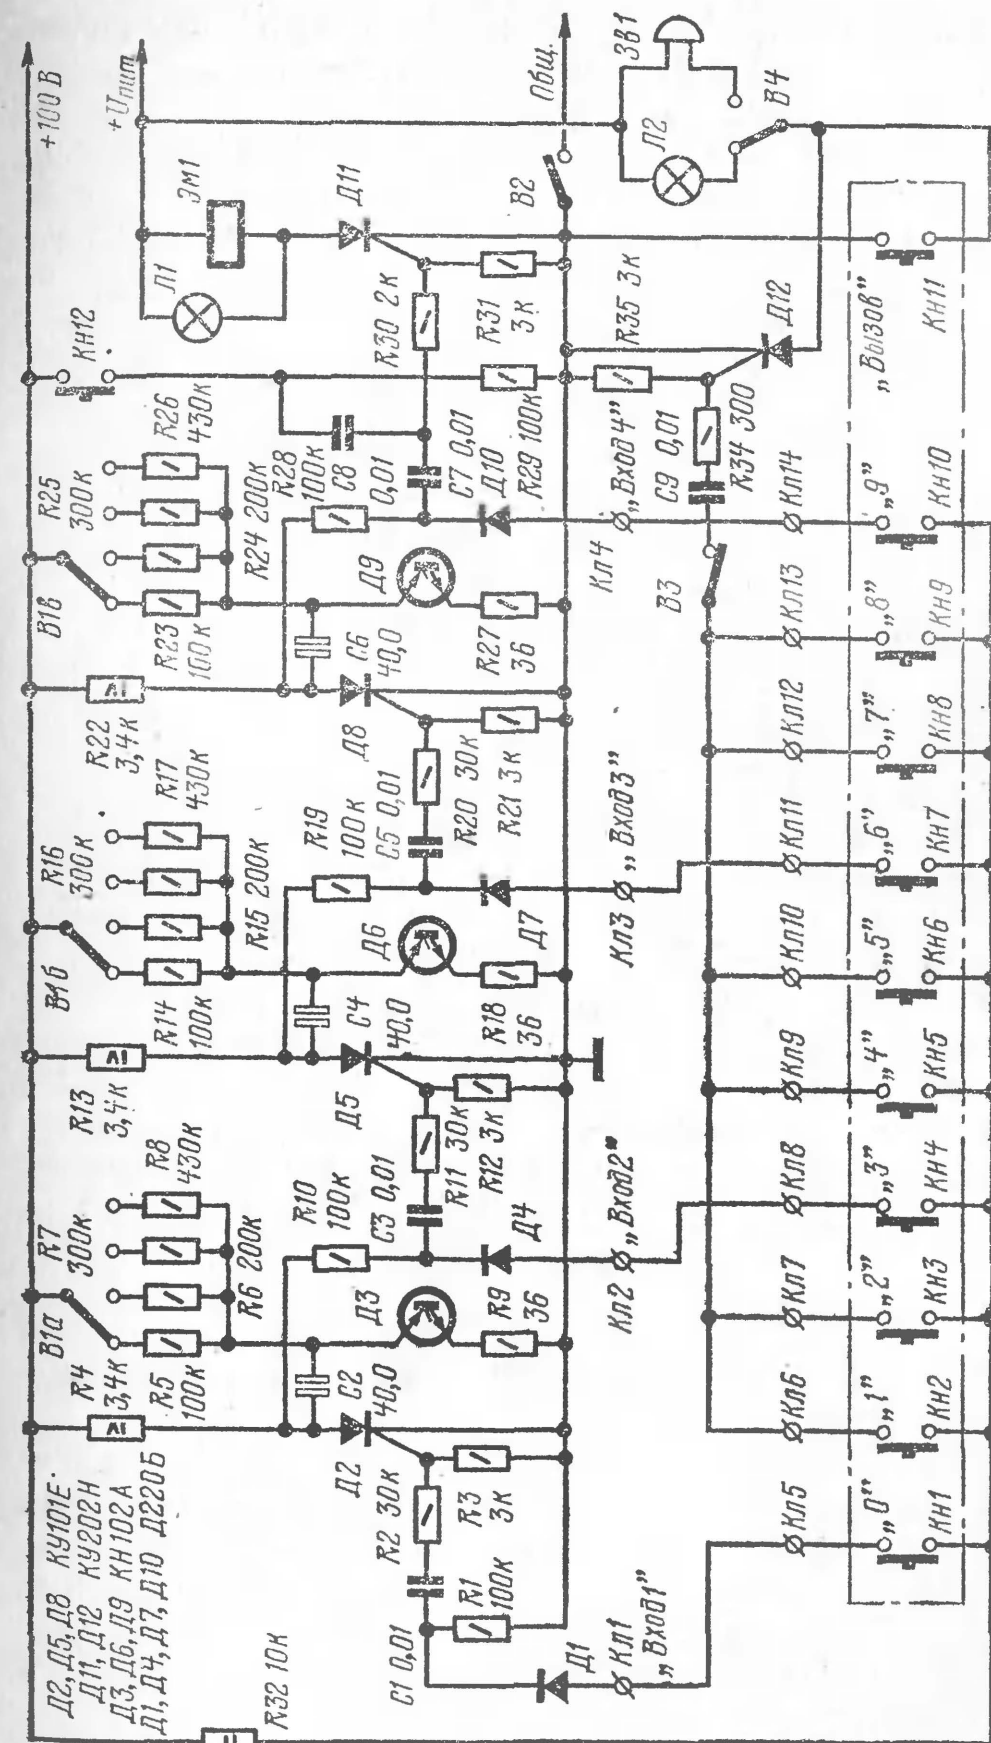 +100 В
+Uпит
Общ.
Зв1
В4
Л2
В2
ЭМ1
Д11
Л1
КН12
R30 2к
R31
3к
R35 3к
Д12
„Вызов"
КН11
R26
430к
R25
300к
R24 200к
R28
100к
С8
0,01
С7 0,01
Д10
R29 100к
„Вход4"
С9 0,01
R34 300
Кл14
„9"
КН10
В1в
R23
100к
Д9
С6
40,0
R27
36
Кл4
В3
Кл13
„8"
КН9
R22
3,4к
Д8
R20 30к
R21 3к
Кл12
„7"
КН8
R17
430к
R16
300к
R15 200к
R19
100к
С5 0,01
„Вход3"
Кл11
„6"
КН7
В1б
R14
100к
Д6
С4
40,0
R18
36
Д7
Кл3
Кл10
„5"
КН6
R13
3,4к
Д5
R11 30к
R12 3к
Кл9
„4"
КН5
R8
430к
R7
300к
R6 200к
R10
100к
С3 0,01
Д4
„Вход2"
Кл8
„3"
КН4
В1а
R5
100к
Д3
С2
40,0
R9
36
Кл2
Кл7
„2"
КН3
R4
3,4к
Д2
R2 30к
R3
3к
Кл6
„1"
КН2
Д2, Д5, Д8 КУ101Е
Д11, Д12 КУ202Н
Д3, Д6, Д9 КН102А
Д1, Д4, Д7, Д10 Д220Б
R32 10к
С1 0,01
R1
100к
Д1
Кл1
„Вход1"
Кл5
„0"
КН1